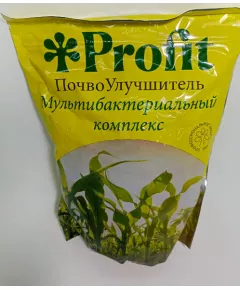 Profit
ПочвоУлучшитель
Мультибактериальный
комплекс